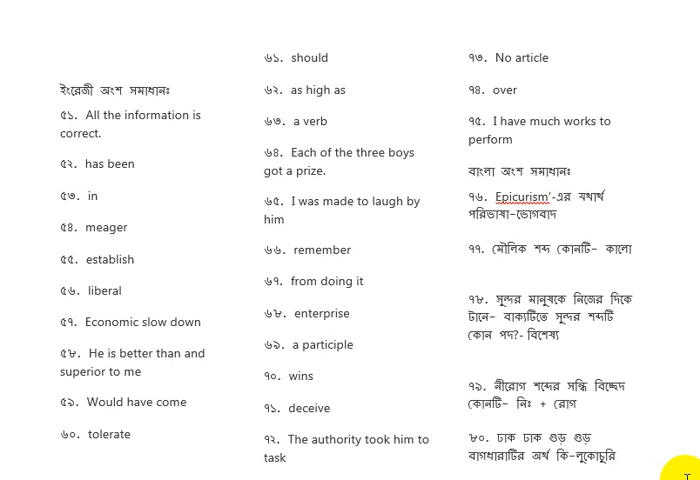 ইংরেজী অংশ সমাধানঃ
৫১. All the information is
correct.
৫২. has been
৫৩. in
৫৪. meager
৫৫. establish
৫৬. liberal
৫৭. Economic slow down
৫৮. He is better than and
superior to me
৫৯. Would have come
৬০. tolerate
৬১. should
৬২. as high as
৬৩. a verb
৬৪. Each of the three boys
got a prize.
৬৫. I was made to laugh by
him
৬৬. remember
৬৭. from doing it
৬৮. enterprise
৬৯. a participle
৭০. wins
৭১. deceive
৭২. The authority took him to
task
৭৩. No article
৭৪. over
৭৫. I have much works to
perform
বাংলা অংশ সমাধানঃ
৭৬. Epicurism'-এর যথার্থ
পরিভাষা-ভোগবাদ
৭৭. মৌলিক শব্দ কোনটি- কালো
৭৮. সুন্দর মানুষকে নিজের দিকে
টানে- বাক্যটিতে সুন্দর শব্দটি
কোন পদ?- বিশেষ্য
৭৯. নীরোগ শব্দের সন্ধি বিচ্ছেদ
কোনটি- নিঃ + রোগ
৮০. ঢাক ঢাক গুড় গুড়
বাগধারাটির অর্থ কি-লুকোচুরি